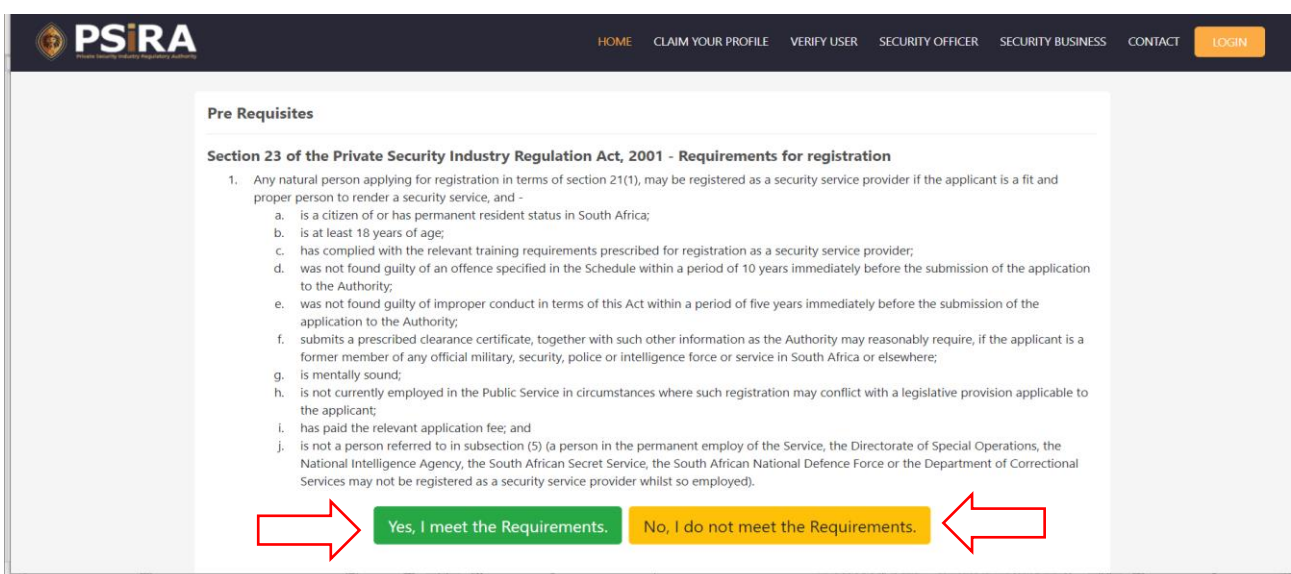 PSiRA
Private Security Industry Regulatory Authority
HOME CLAIM YOUR PROFILE VERIFY USER SECURITY OFFICER SECURITY BUSINESS CONTACT LOGIN
Pre Requisites
Section 23 of the Private Security Industry Regulation Act, 2001 - Requirements for registration
1. Any natural person applying for registration in terms of section 21(1), may be registered as a security service provider if the applicant is a fit and
proper person to render a security service, and -
a. is a citizen of or has permanent resident status in South Africa;
b. is at least 18 years of age;
c. has complied with the relevant training requirements prescribed for registration as a security service provider;
d. was not found guilty of an offence specified in the Schedule within a period of 10 years immediately before the submission of the application
to the Authority;
e. was not found guilty of improper conduct in terms of this Act within a period of five years immediately before the submission of the
application to the Authority;
f. submits a prescribed clearance certificate, together with such other information as the Authority may reasonably require, if the applicant is a
former member of any official military, security, police or intelligence force or service in South Africa or elsewhere;
g. is mentally sound;
h. is not currently employed in the Public Service in circumstances where such registration may conflict with a legislative provision applicable to
the applicant;
i. has paid the relevant application fee; and
j. is not a person referred to in subsection (5) (a person in the permanent employ of the Service, the Directorate of Special Operations, the
National Intelligence Agency, the South African Secret Service, the South African National Defence Force or the Department of Correctional
Services may not be registered as a security service provider whilst so employed).
Yes, I meet the Requirements. No, I do not meet the Requirements.